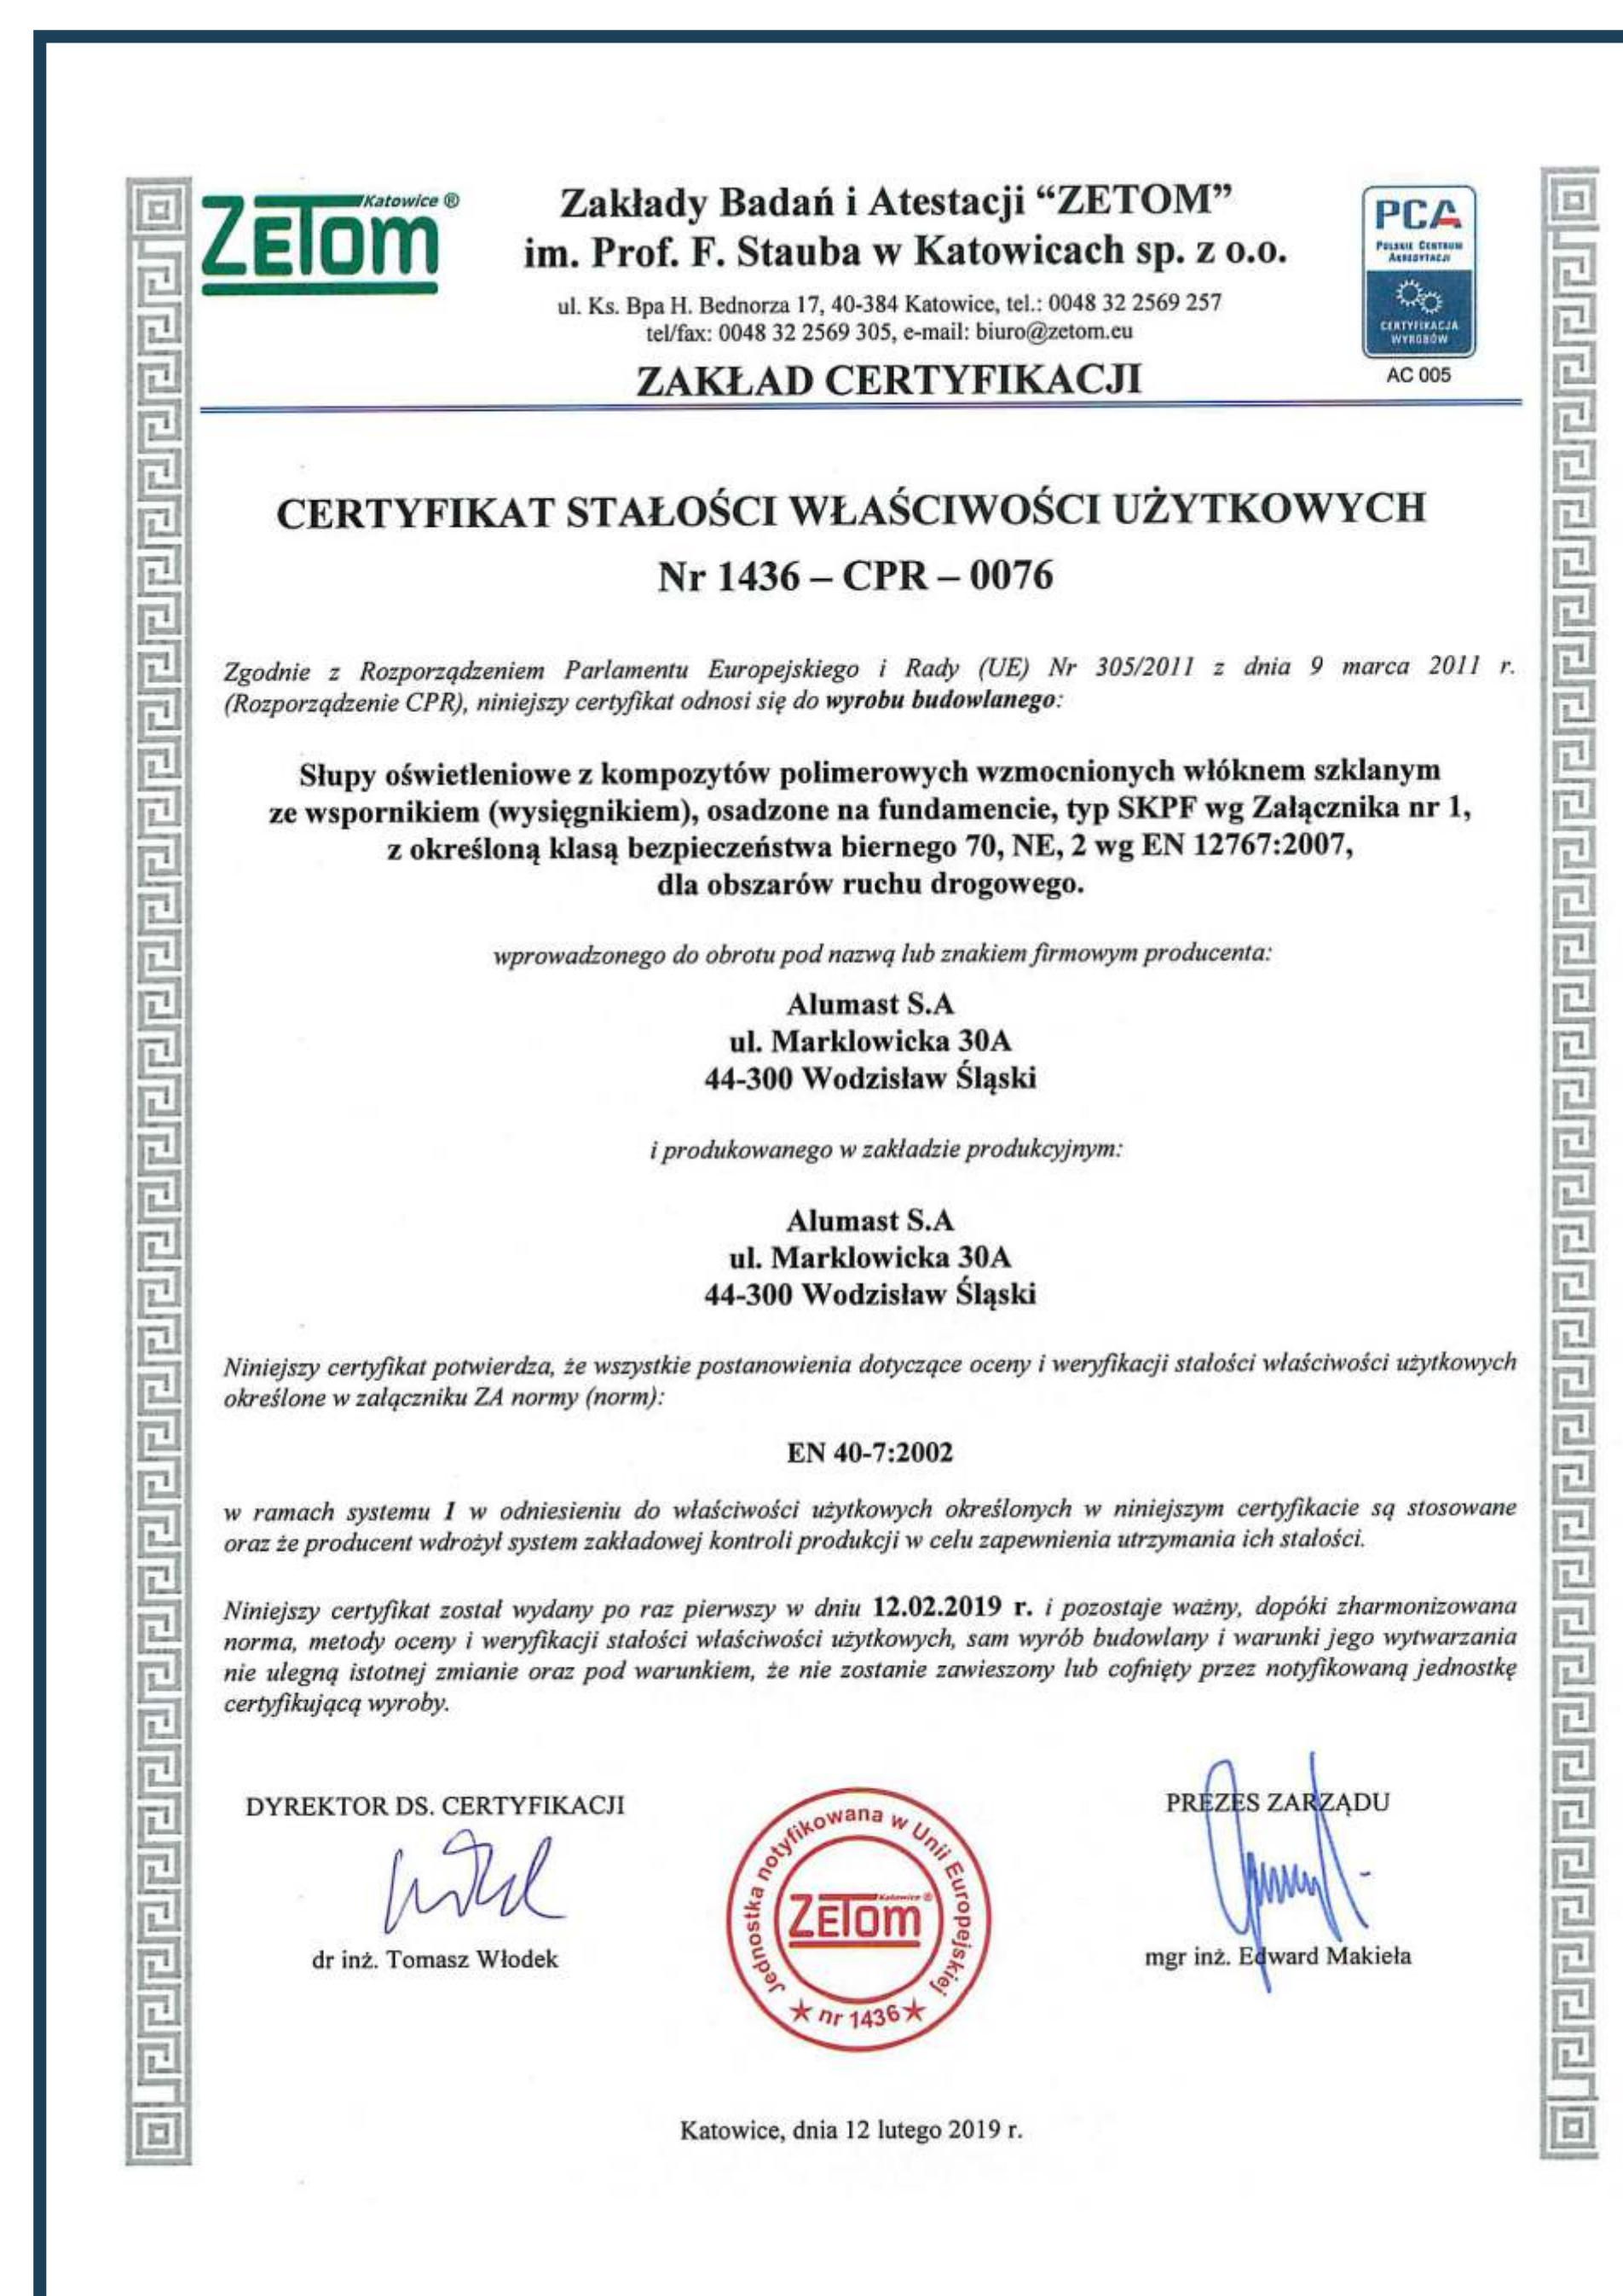 ZETom Katowice ®
Zakłady Badań i Atestacji “ZETOM”
im. Prof. F. Stauba w Katowicach sp. z o.o.
ul. Ks. Bpa H. Bednorza 17, 40-384 Katowice, tel.: 0048 32 2569 257
tel/fax: 0048 32 2569 305, e-mail: biuro@zetom.eu
ZAKŁAD CERTYFIKACJI
PCA
POLSKIE CENTRUM
AKREDYTACJI
CERTYFIKACJA
WYROBÓW
AC 005
CERTYFIKAT STAŁOŚCI WŁAŚCIWOŚCI UŻYTKOWYCH
Nr 1436 – CPR – 0076
Zgodnie z Rozporządzeniem Parlamentu Europejskiego i Rady (UE) Nr 305/2011 z dnia 9 marca 2011 r.
(Rozporządzenie CPR), niniejszy certyfikat odnosi się do wyrobu budowlanego:
Słupy oświetleniowe z kompozytów polimerowych wzmocnionych włóknem szklanym
ze wspornikiem (wysięgnikiem), osadzone na fundamencie, typ SKPF wg Załącznika nr 1,
z określoną klasą bezpieczeństwa biernego 70, NE, 2 wg EN 12767:2007,
dla obszarów ruchu drogowego.
wprowadzonego do obrotu pod nazwą lub znakiem firmowym producenta:
Alumast S.A
ul. Marklowicka 30A
44-300 Wodzisław Śląski
i produkowanego w zakładzie produkcyjnym:
Alumast S.A
ul. Marklowicka 30A
44-300 Wodzisław Śląski
Niniejszy certyfikat potwierdza, że wszystkie postanowienia dotyczące oceny i weryfikacji stałości właściwości użytkowych
określone w załączniku ZA normy (norm):
EN 40-7:2002
w ramach systemu 1 w odniesieniu do właściwości użytkowych określonych w niniejszym certyfikacie są stosowane
oraz że producent wdrożył system zakładowej kontroli produkcji w celu zapewnienia utrzymania ich stałości.
Niniejszy certyfikat został wydany po raz pierwszy w dniu 12.02.2019 r. i pozostaje ważny, dopóki zharmonizowana
norma, metody oceny i weryfikacji stałości właściwości użytkowych, sam wyrób budowlany i warunki jego wytwarzania
nie ulegną istotnej zmianie oraz pod warunkiem, że nie zostanie zawieszony lub cofnięty przez notyfikowaną jednostkę
certyfikującą wyroby.
DYREKTOR DS. CERTYFIKACJI
dr inż. Tomasz Włodek
Jednostka notyfikowana w Unii Europejskiej
ZETom Katowice ®
nr 1436
PREZES ZARZĄDU
mgr inż. Edward Makieła
Katowice, dnia 12 lutego 2019 r.